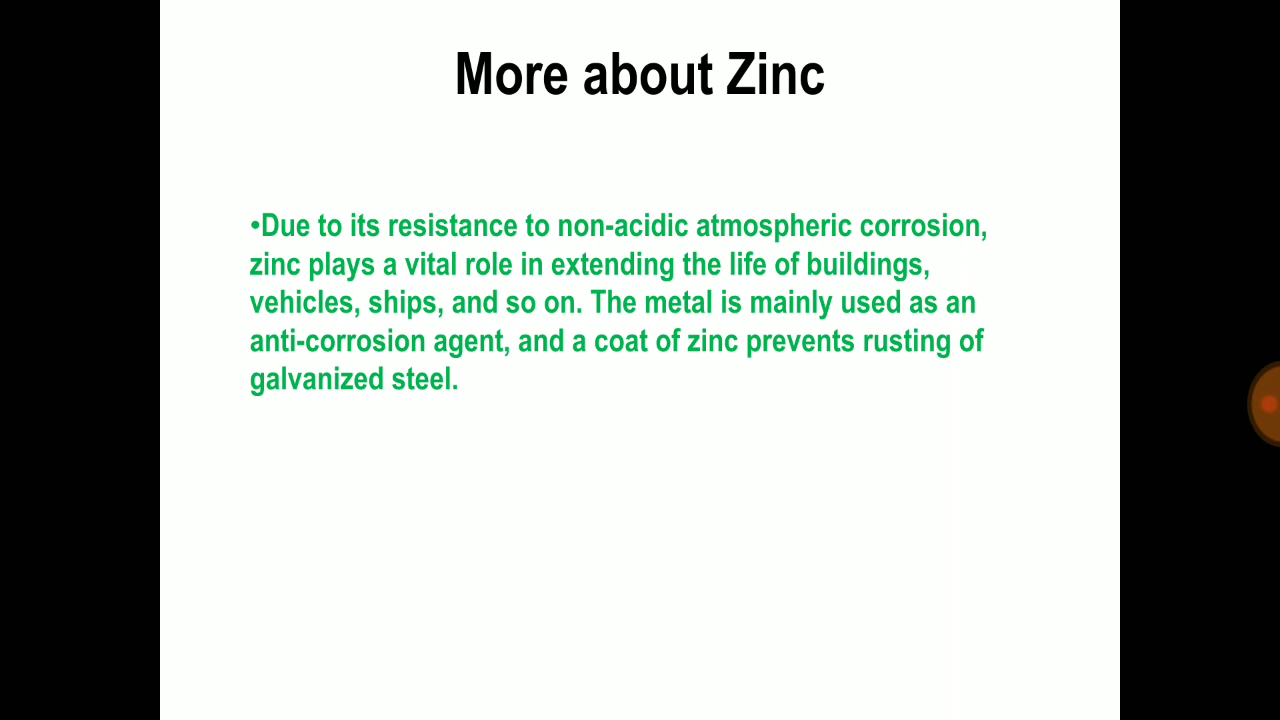 More about Zinc
•Due to its resistance to non-acidic atmospheric corrosion,
zinc plays a vital role in extending the life of buildings,
vehicles, ships, and so on. The metal is mainly used as an
anti-corrosion agent, and a coat of zinc prevents rusting of
galvanized steel.